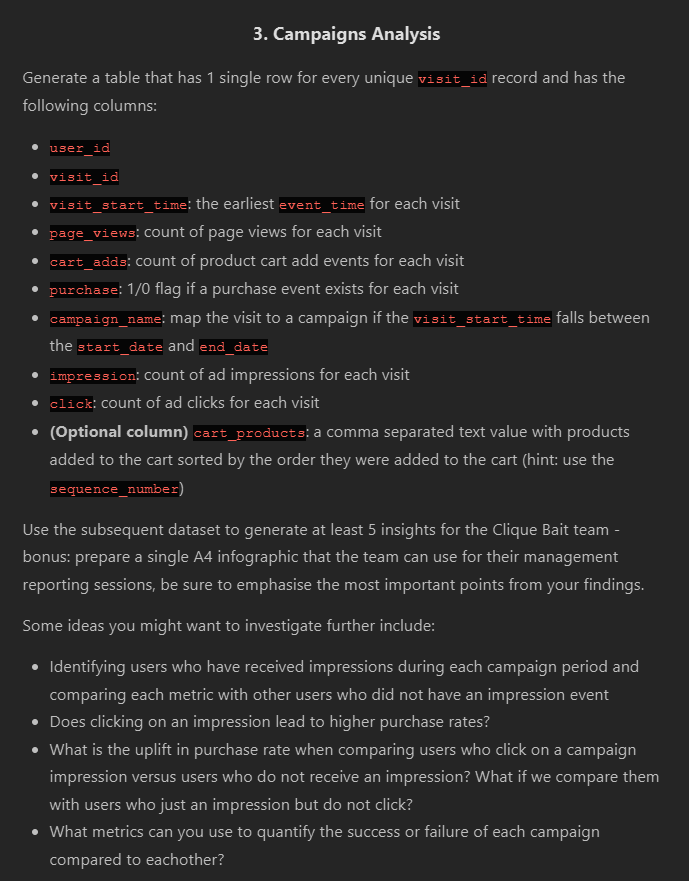 3. Campaigns Analysis
Generate a table that has 1 single row for every unique visit_id record and has the
following columns:
• user_id
• visit_id
• visit_start_time: the earliest event_time for each visit
• page_views: count of page views for each visit
• cart_adds: count of product cart add events for each visit
• purchase: 1/0 flag if a purchase event exists for each visit
• campaign_name: map the visit to a campaign if the visit_start_time falls between
the start_date and end_date
• impression: count of ad impressions for each visit
• click: count of ad clicks for each visit
• (Optional column) cart_products: a comma separated text value with products
added to the cart sorted by the order they were added to the cart (hint: use the
sequence_number)
Use the subsequent dataset to generate at least 5 insights for the Clique Bait team -
bonus: prepare a single A4 infographic that the team can use for their management
reporting sessions, be sure to emphasise the most important points from your findings.
Some ideas you might want to investigate further include:
• Identifying users who have received impressions during each campaign period and
comparing each metric with other users who did not have an impression event
• Does clicking on an impression lead to higher purchase rates?
• What is the uplift in purchase rate when comparing users who click on a campaign
impression versus users who do not receive an impression? What if we compare them
with users who just an impression but do not click?
• What metrics can you use to quantify the success or failure of each campaign
compared to eachother?